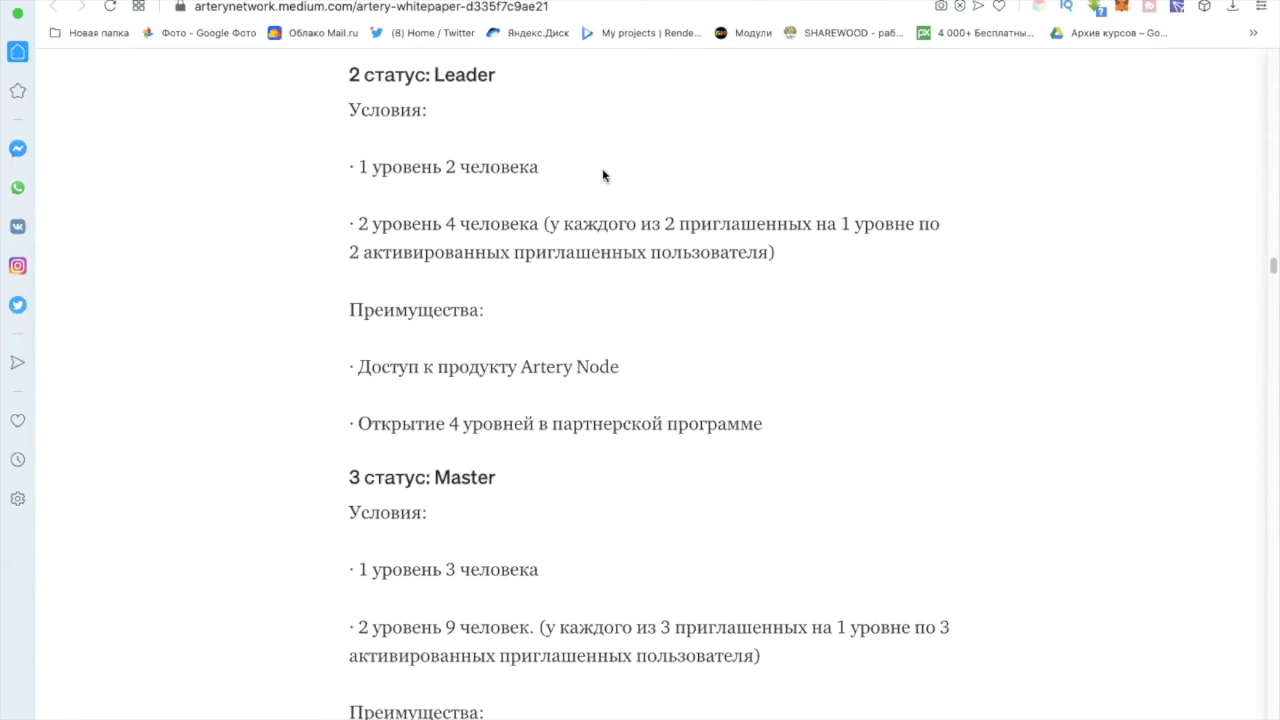 arterynetwork.medium.com/artery-whitepaper-d335f7c9ae21
Новая папка
Фото - Google Фото
Облако Mail.ru
(8) Home / Twitter
Яндекс.Диск
My projects | Rende...
Модули
SHAREWOOD - раб...
4 000+ Бесплатны...
Архив курсов – Go...
2 статус: Leader
Условия:
· 1 уровень 2 человека
· 2 уровень 4 человека (у каждого из 2 приглашенных на 1 уровне по
2 активированных приглашенных пользователя)
Преимущества:
· Доступ к продукту Artery Node
· Открытие 4 уровней в партнерской программе
3 статус: Master
Условия:
· 1 уровень 3 человека
· 2 уровень 9 человек. (у каждого из 3 приглашенных на 1 уровне по 3
активированных приглашенных пользователя)
Преимущества: